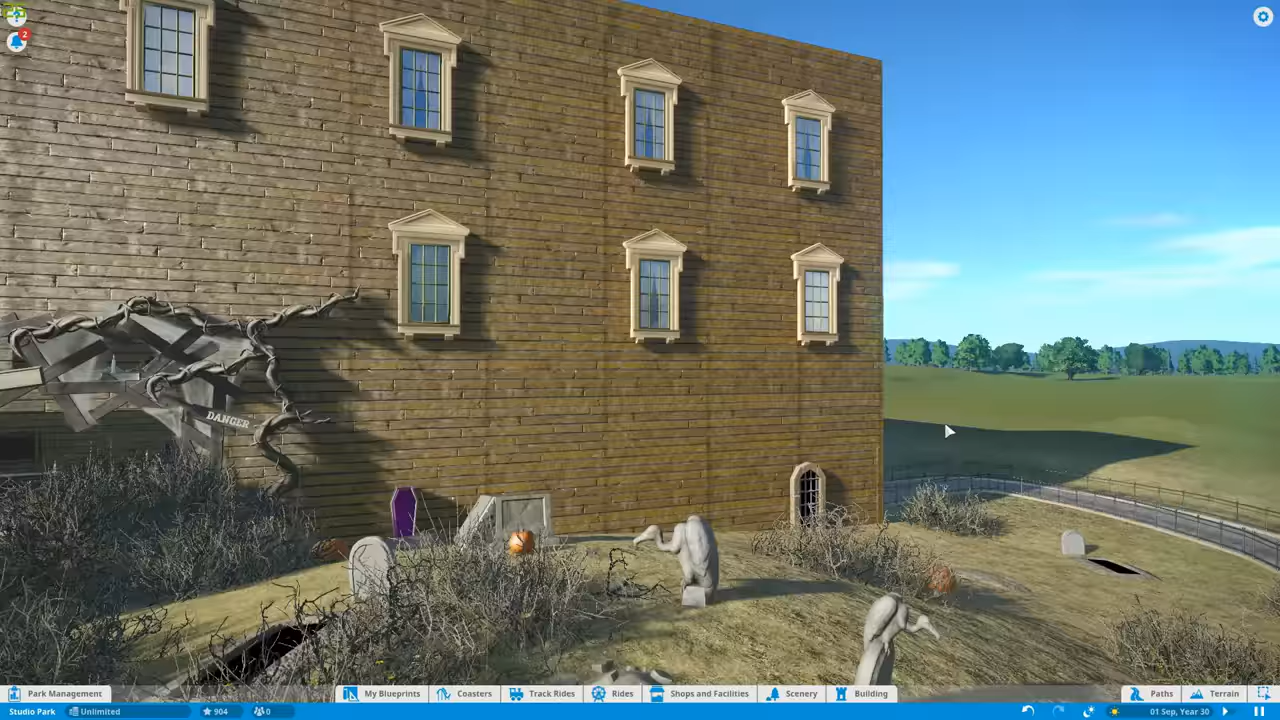 2
DANGER
Park Management
My Blueprints
Coasters
Track Rides
Rides
Shops and Facilities
Scenery
Building
Paths
Terrain
Studio Park
Unlimited
904
0
01 Sep, Year 30